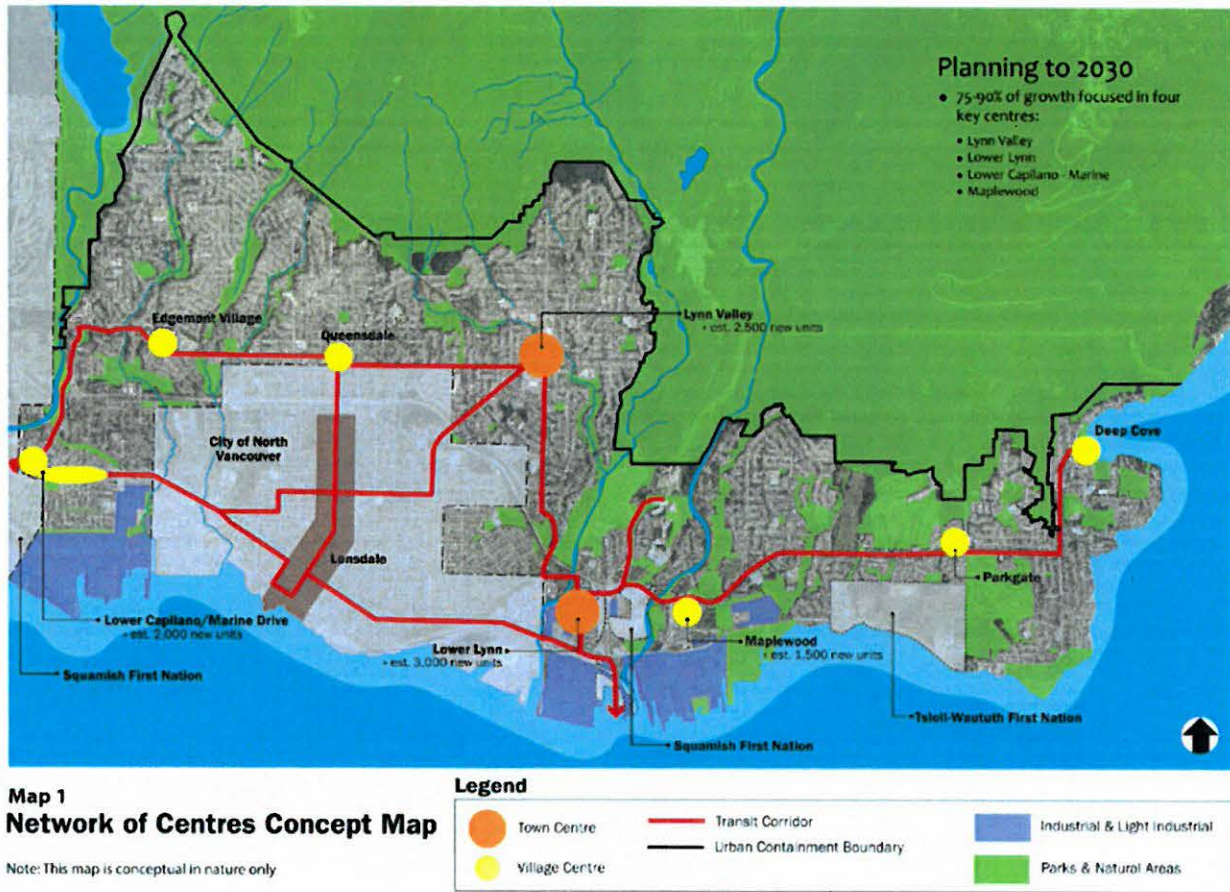 Planning to 2030
• 75-90% of growth focused in four
key centres:
• Lynn Valley
• Lower Lynn
• Lower Capilano - Marine
• Maplewood
Edgemont Village
Queensdale
Lynn Valley
• est. 2,500 new units
City of North
Vancouver
Deep Cove
Lonsdale
Parkgate
Lower Capilano/Marine Drive
• est. 2,000 new units
Lower Lynn
• est. 3,000 new units
Maplewood
• est. 1,500 new units
Squamish First Nation
Squamish First Nation
Tsleil-Waututh First Nation
Map 1
Network of Centres Concept Map
Note: This map is conceptual in nature only
Legend
Town Centre
Village Centre
Transit Corridor
Urban Containment Boundary
Industrial & Light Industrial
Parks & Natural Areas